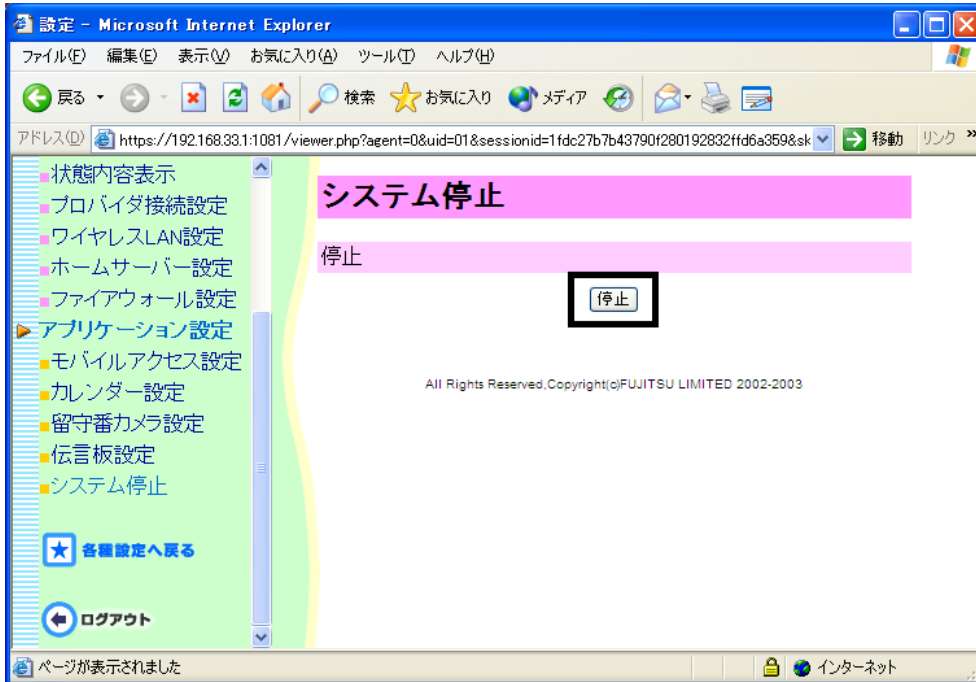 設定 - Microsoft Internet Explorer
ファイル(F) 編集(E) 表示(V) お気に入り(A) ツール(T) ヘルプ(H)
戻る 検索 お気に入り メディア
アドレス(D) https://192.168.33.1:1081/viewer.php?agent=0&uid=01&sessionid=1fdc27b7b43790f280192832ffd6a359&sk 移動 リンク »
状態内容表示
プロバイダ接続設定
ワイヤレスLAN設定
ホームサーバー設定
ファイアウォール設定
アプリケーション設定
モバイルアクセス設定
カレンダー設定
留守番カメラ設定
伝言板設定
システム停止
各種設定へ戻る
ログアウト
システム停止
停止
停止
All Rights Reserved,Copyright(c)FUJITSU LIMITED 2002-2003
ページが表示されました インターネット